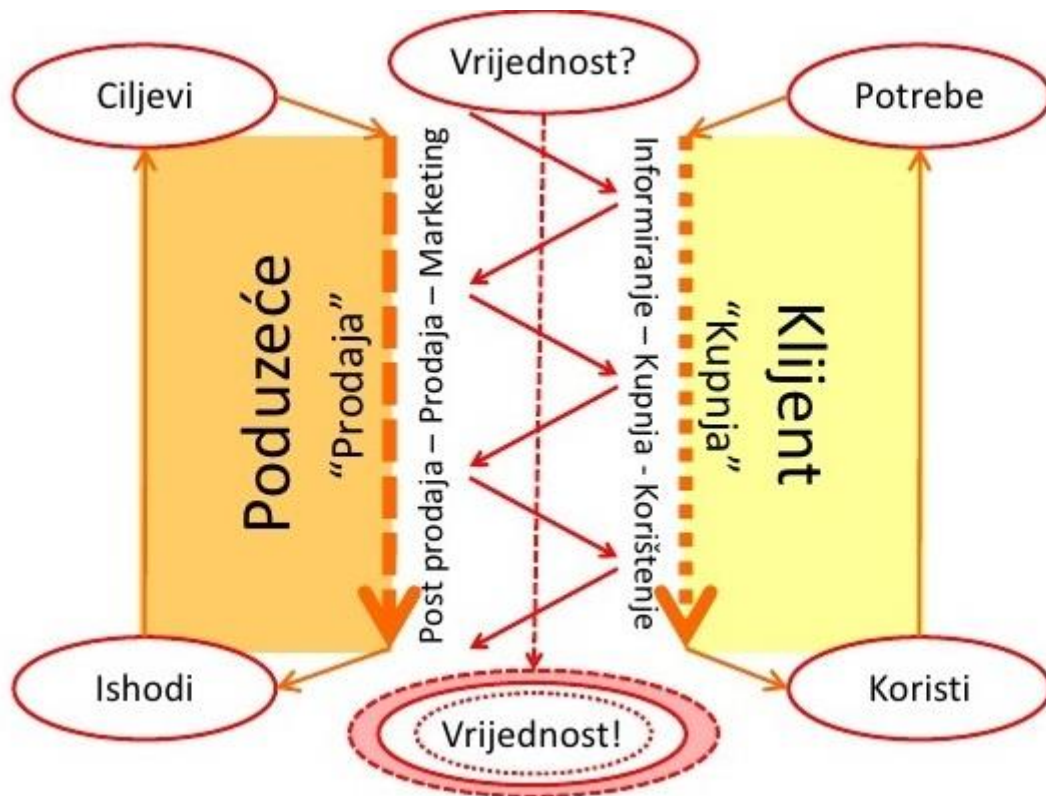 Ciljevi
Vrijednost?
Potrebe
Poduzeće
“Prodaja”
Post prodaja – Prodaja – Marketing
Informiranje – Kupnja - Korištenje
“Kupnja”
Klijent
Ishodi
Vrijednost!
Koristi